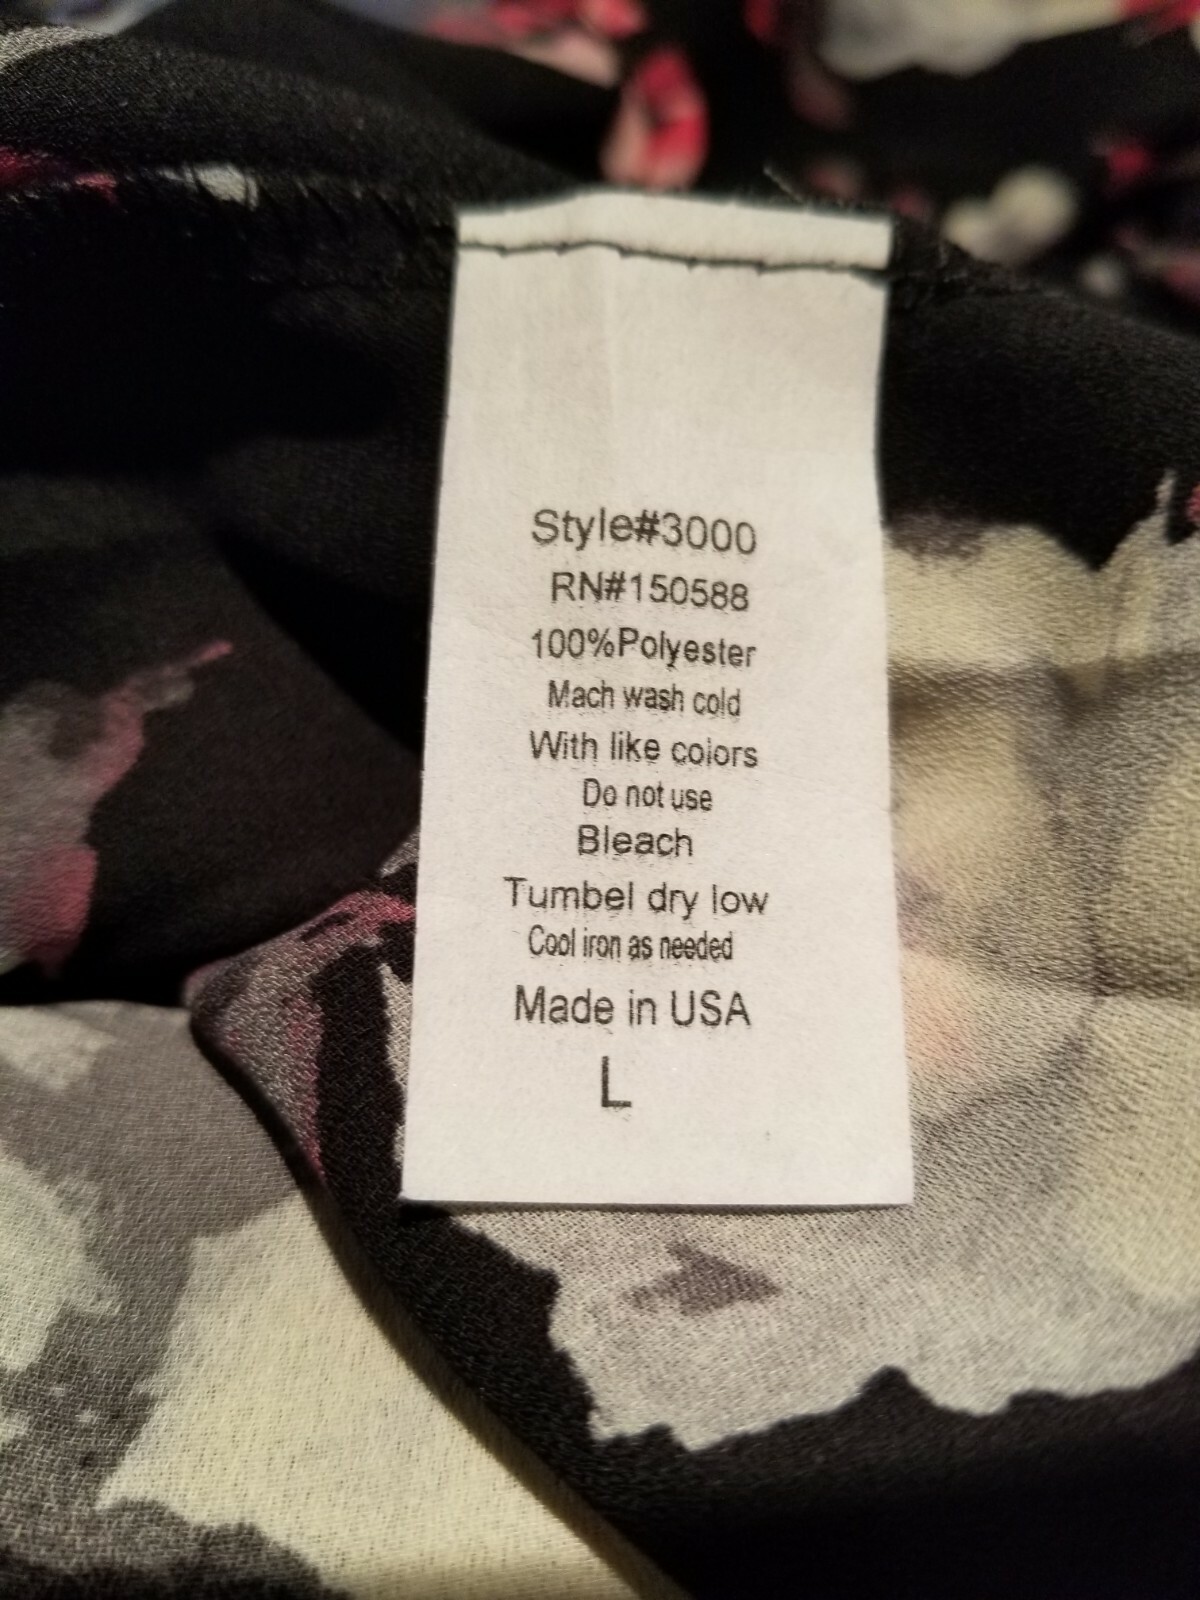 Style#3000
RN#150588
100%Polyester
Mach wash cold
With like colors
Do not use
Bleach
Tumbel dry low
Cool iron as needed
Made in USA
L